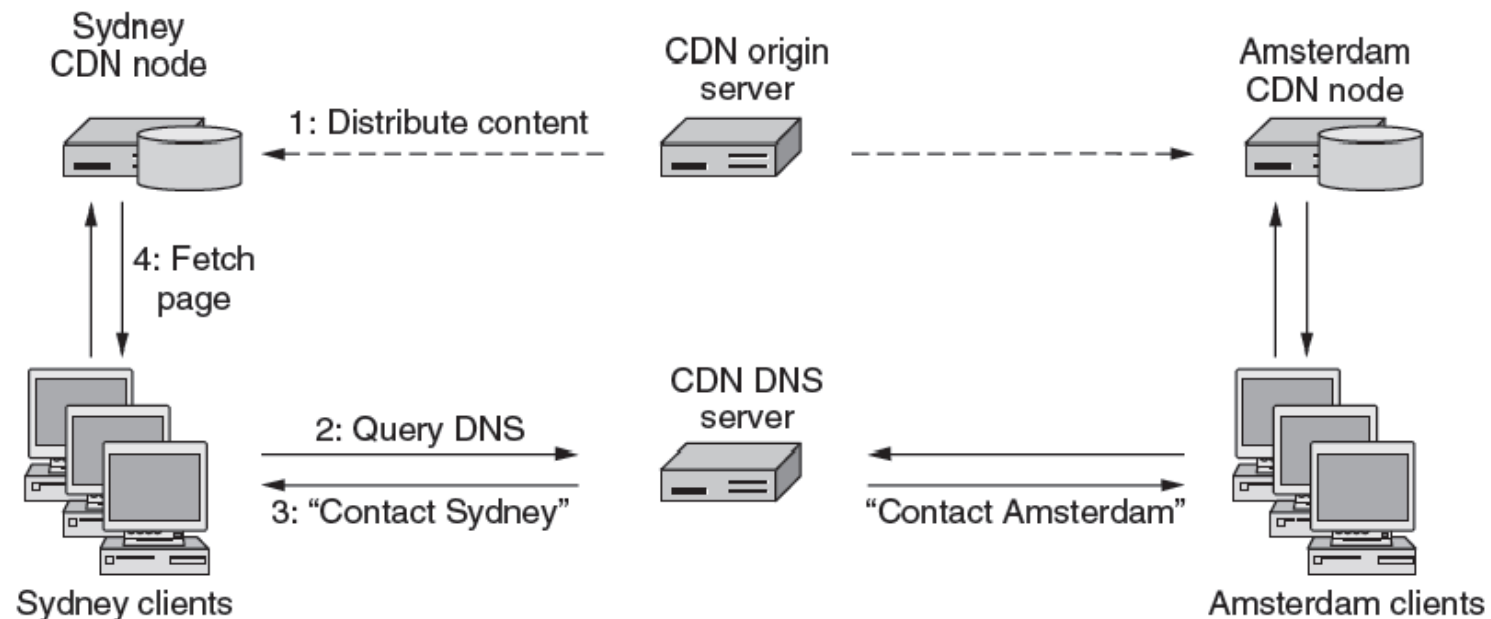 Sydney
CDN node
CDN origin
server
Amsterdam
CDN node
1: Distribute content
4: Fetch
page
CDN DNS
server
2: Query DNS
3: “Contact Sydney”
“Contact Amsterdam”
Sydney clients
Amsterdam clients